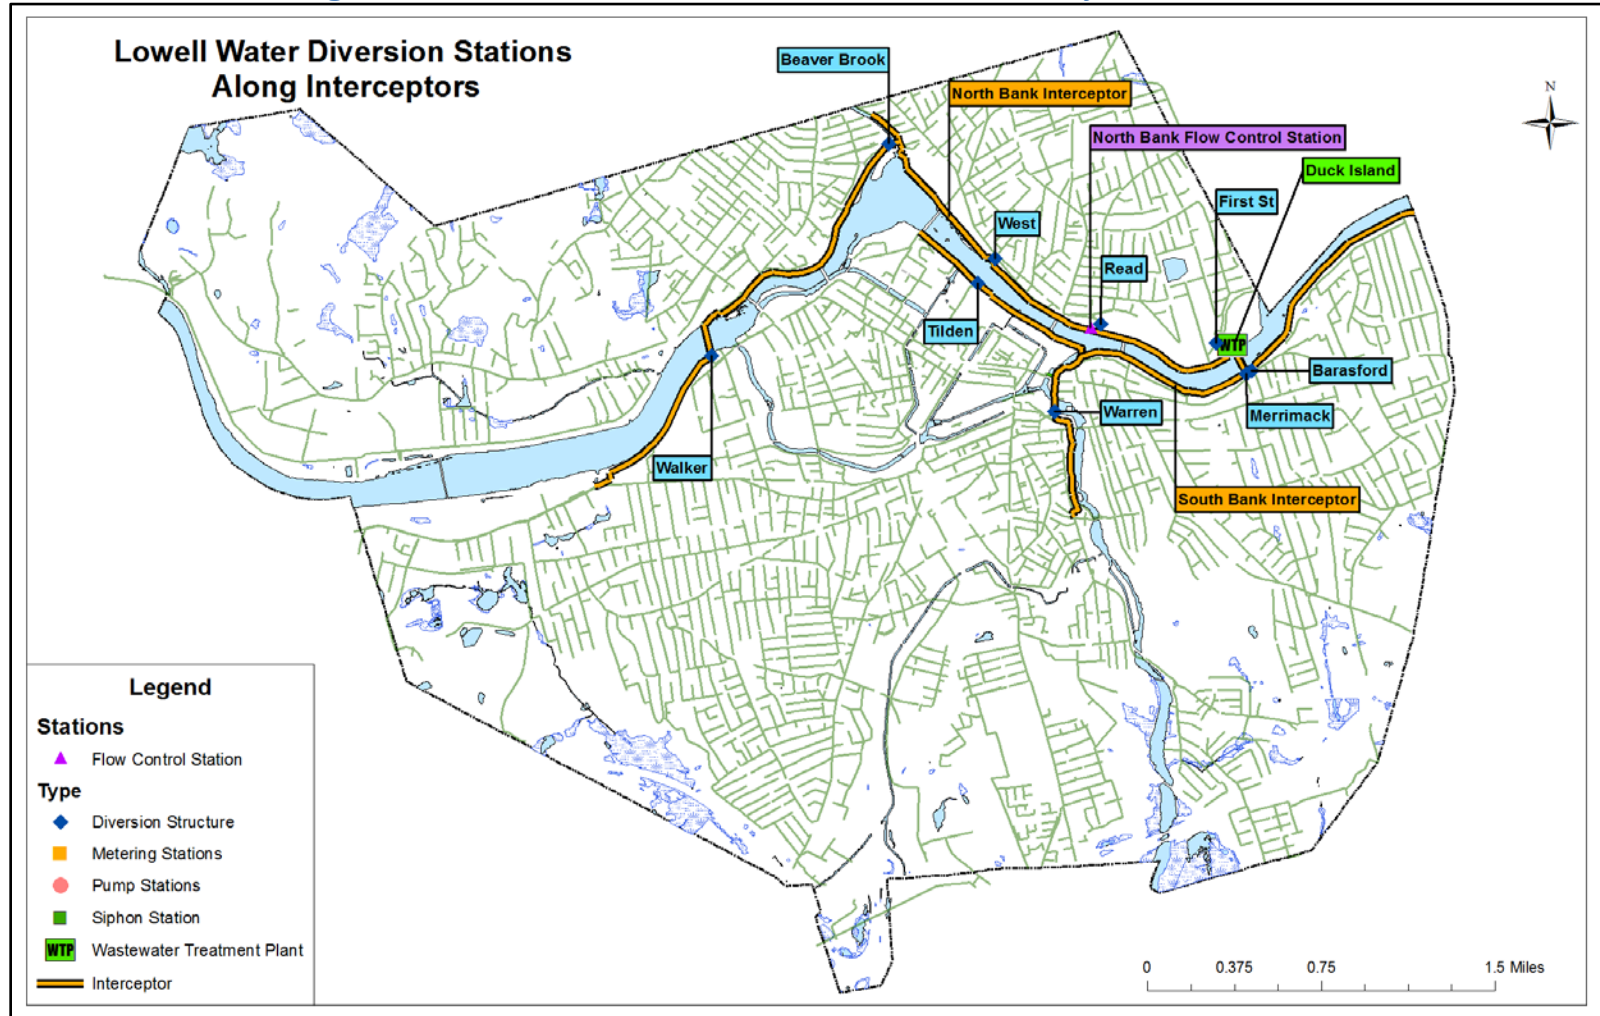 Lowell Water Diversion Stations
Along Interceptors
Beaver Brook
North Bank Interceptor
N
North Bank Flow Control Station
Duck Island
First St
West
Read
Tilden
WTP
Barasford
Warren
Merrimack
Walker
South Bank Interceptor
Legend
Stations
Flow Control Station
Type
Diversion Structure
Metering Stations
Pump Stations
Siphon Station
WTP Wastewater Treatment Plant
Interceptor
0 0.375 0.75 1.5 Miles